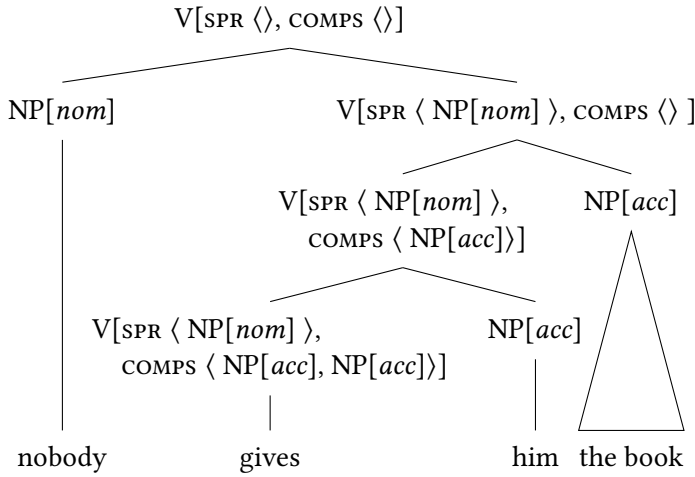 V[SPR ⟨⟩, COMPS ⟨⟩]
NP[nom] V[SPR ⟨ NP[nom] ⟩, COMPS ⟨⟩ ]
V[SPR ⟨ NP[nom] ⟩, NP[acc]
COMPS ⟨ NP[acc]⟩]
V[SPR ⟨ NP[nom] ⟩, NP[acc]
COMPS ⟨ NP[acc], NP[acc]⟩]
nobody gives him the book